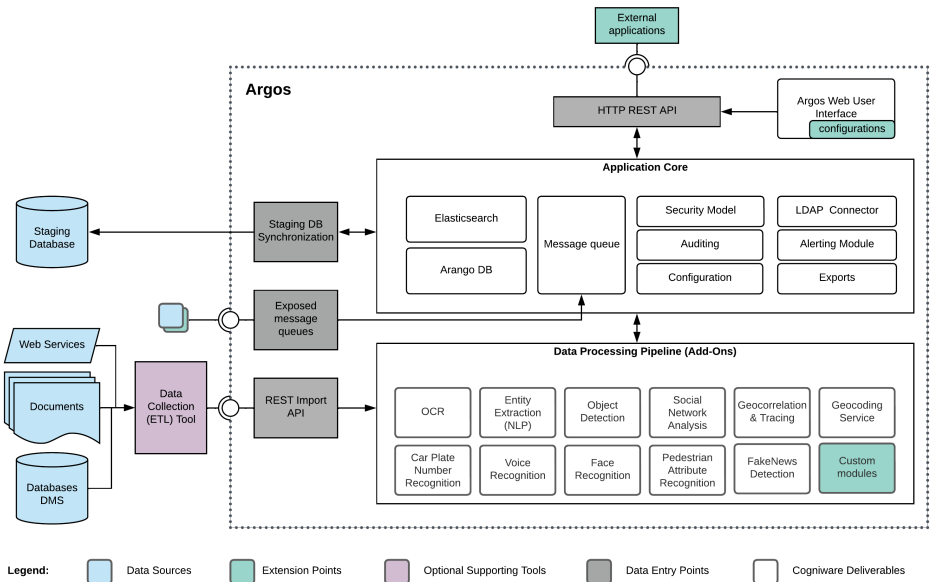 External
applications
Argos
HTTP REST API
Argos Web User
Interface
configurations
Application Core
Staging
Database
Staging DB
Synchronization
Elasticsearch
Arango DB
Message queue
Security Model
Auditing
Configuration
LDAP Connector
Alerting Module
Exports
Exposed
message
queues
Web Services
Documents
Databases
DMS
Data
Collection
(ETL) Tool
REST Import
API
Data Processing Pipeline (Add-Ons)
OCR
Entity
Extraction
(NLP)
Object
Detection
Social
Network
Analysis
Geocorrelation
& Tracing
Geocoding
Service
Car Plate
Number
Recognition
Voice
Recognition
Face
Recognition
Pedestrian
Attribute
Recognition
FakeNews
Detection
Custom
modules
Legend:
Data Sources
Extension Points
Optional Supporting Tools
Data Entry Points
Cogniware Deliverables